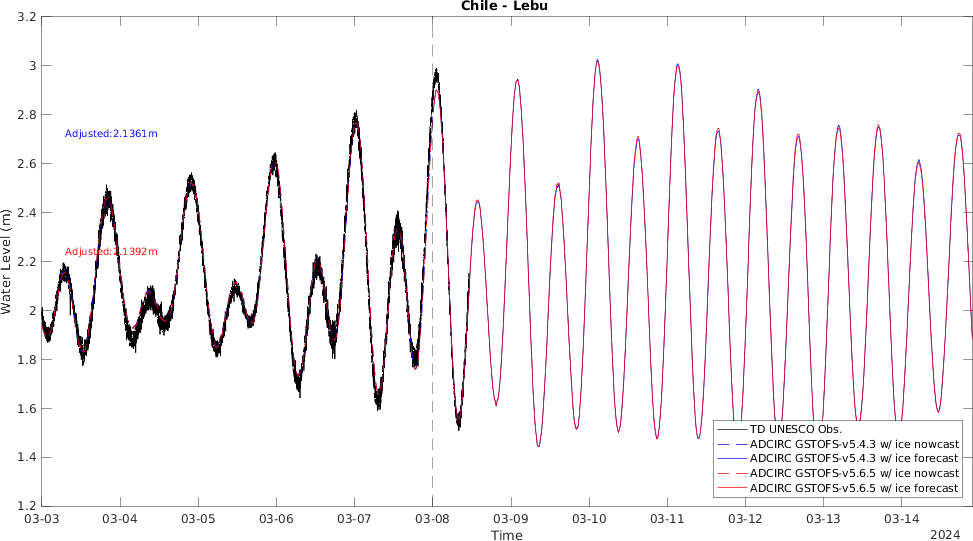 Chile - Lebu
3.2
3
2.8
2.6
2.4
2.2
2
1.8
1.6
1.4
1.2
Water Level (m)
Adjusted:2.1361m
Adjusted:2.1392m
TD UNESCO Obs.
ADCIRC GSTOFS-v5.4.3 w/ ice nowcast
ADCIRC GSTOFS-v5.4.3 w/ ice forecast
ADCIRC GSTOFS-v5.6.5 w/ ice nowcast
ADCIRC GSTOFS-v5.6.5 w/ ice forecast
03-03 03-04 03-05 03-06 03-07 03-08 03-09 03-10 03-11 03-12 03-13 03-14
Time
2024